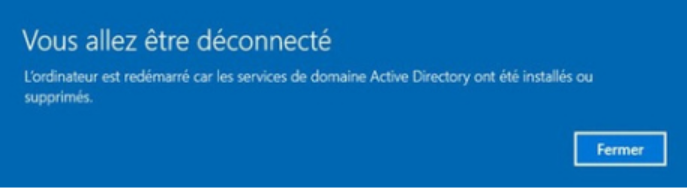 Vous allez être déconnecté
L'ordinateur est redémarré car les services de domaine Active Directory ont été installés ou
supprimés.
Fermer